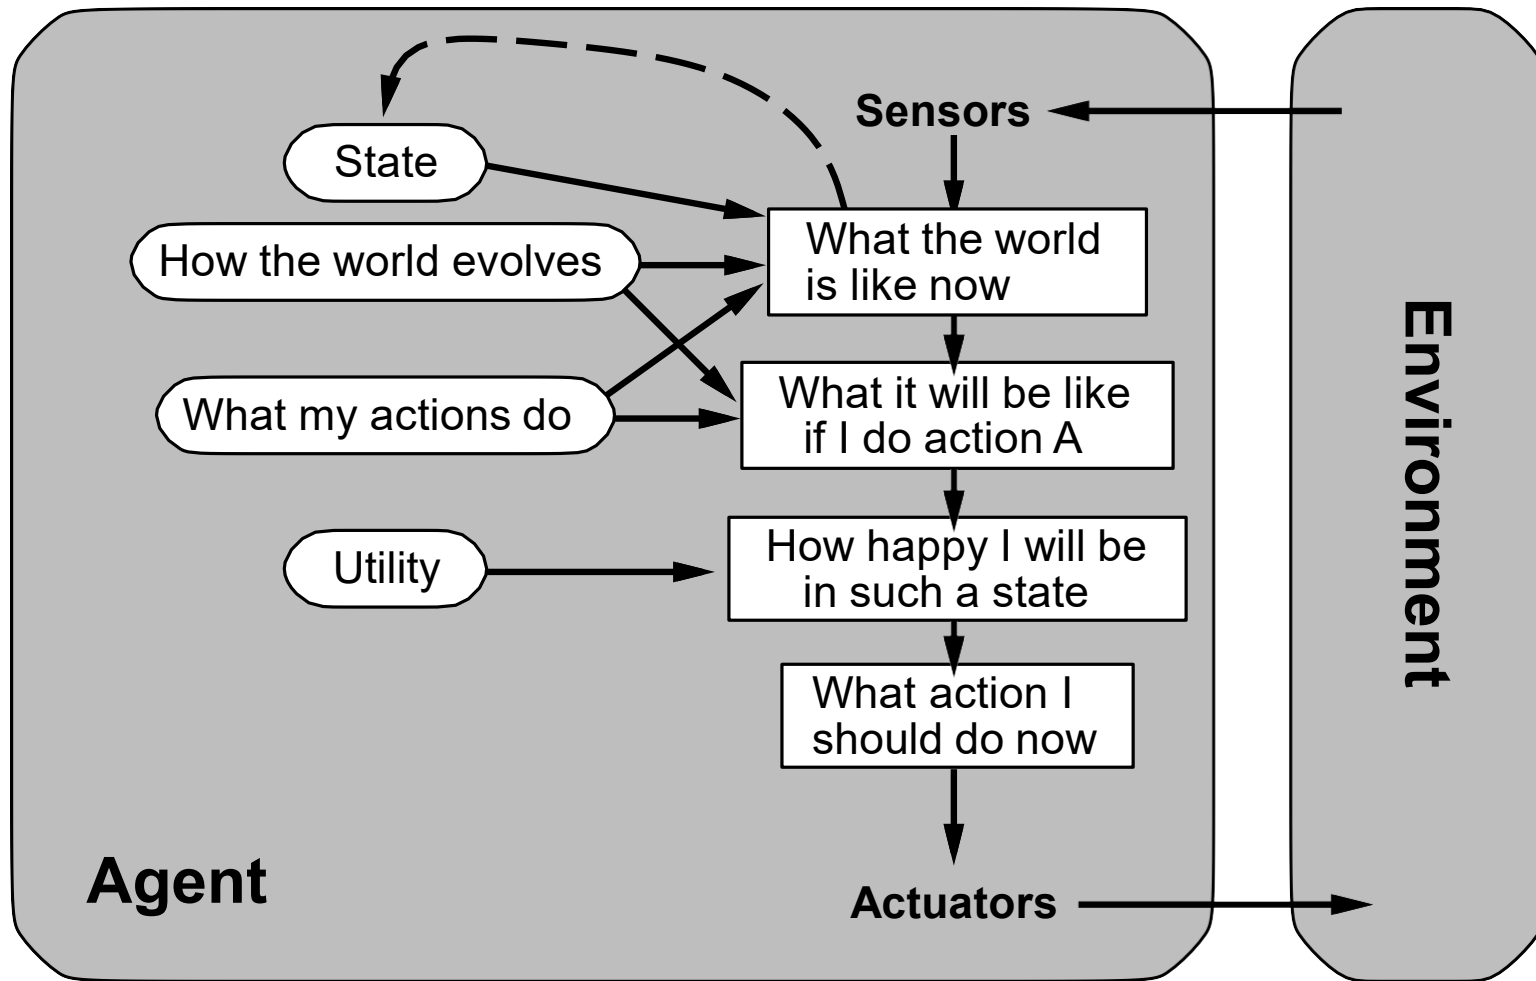 Sensors
State
What the world
is like now
How the world evolves
What it will be like
if I do action A
What my actions do
How happy I will be
in such a state
Utility
What action I
should do now
Agent
Actuators
Environment